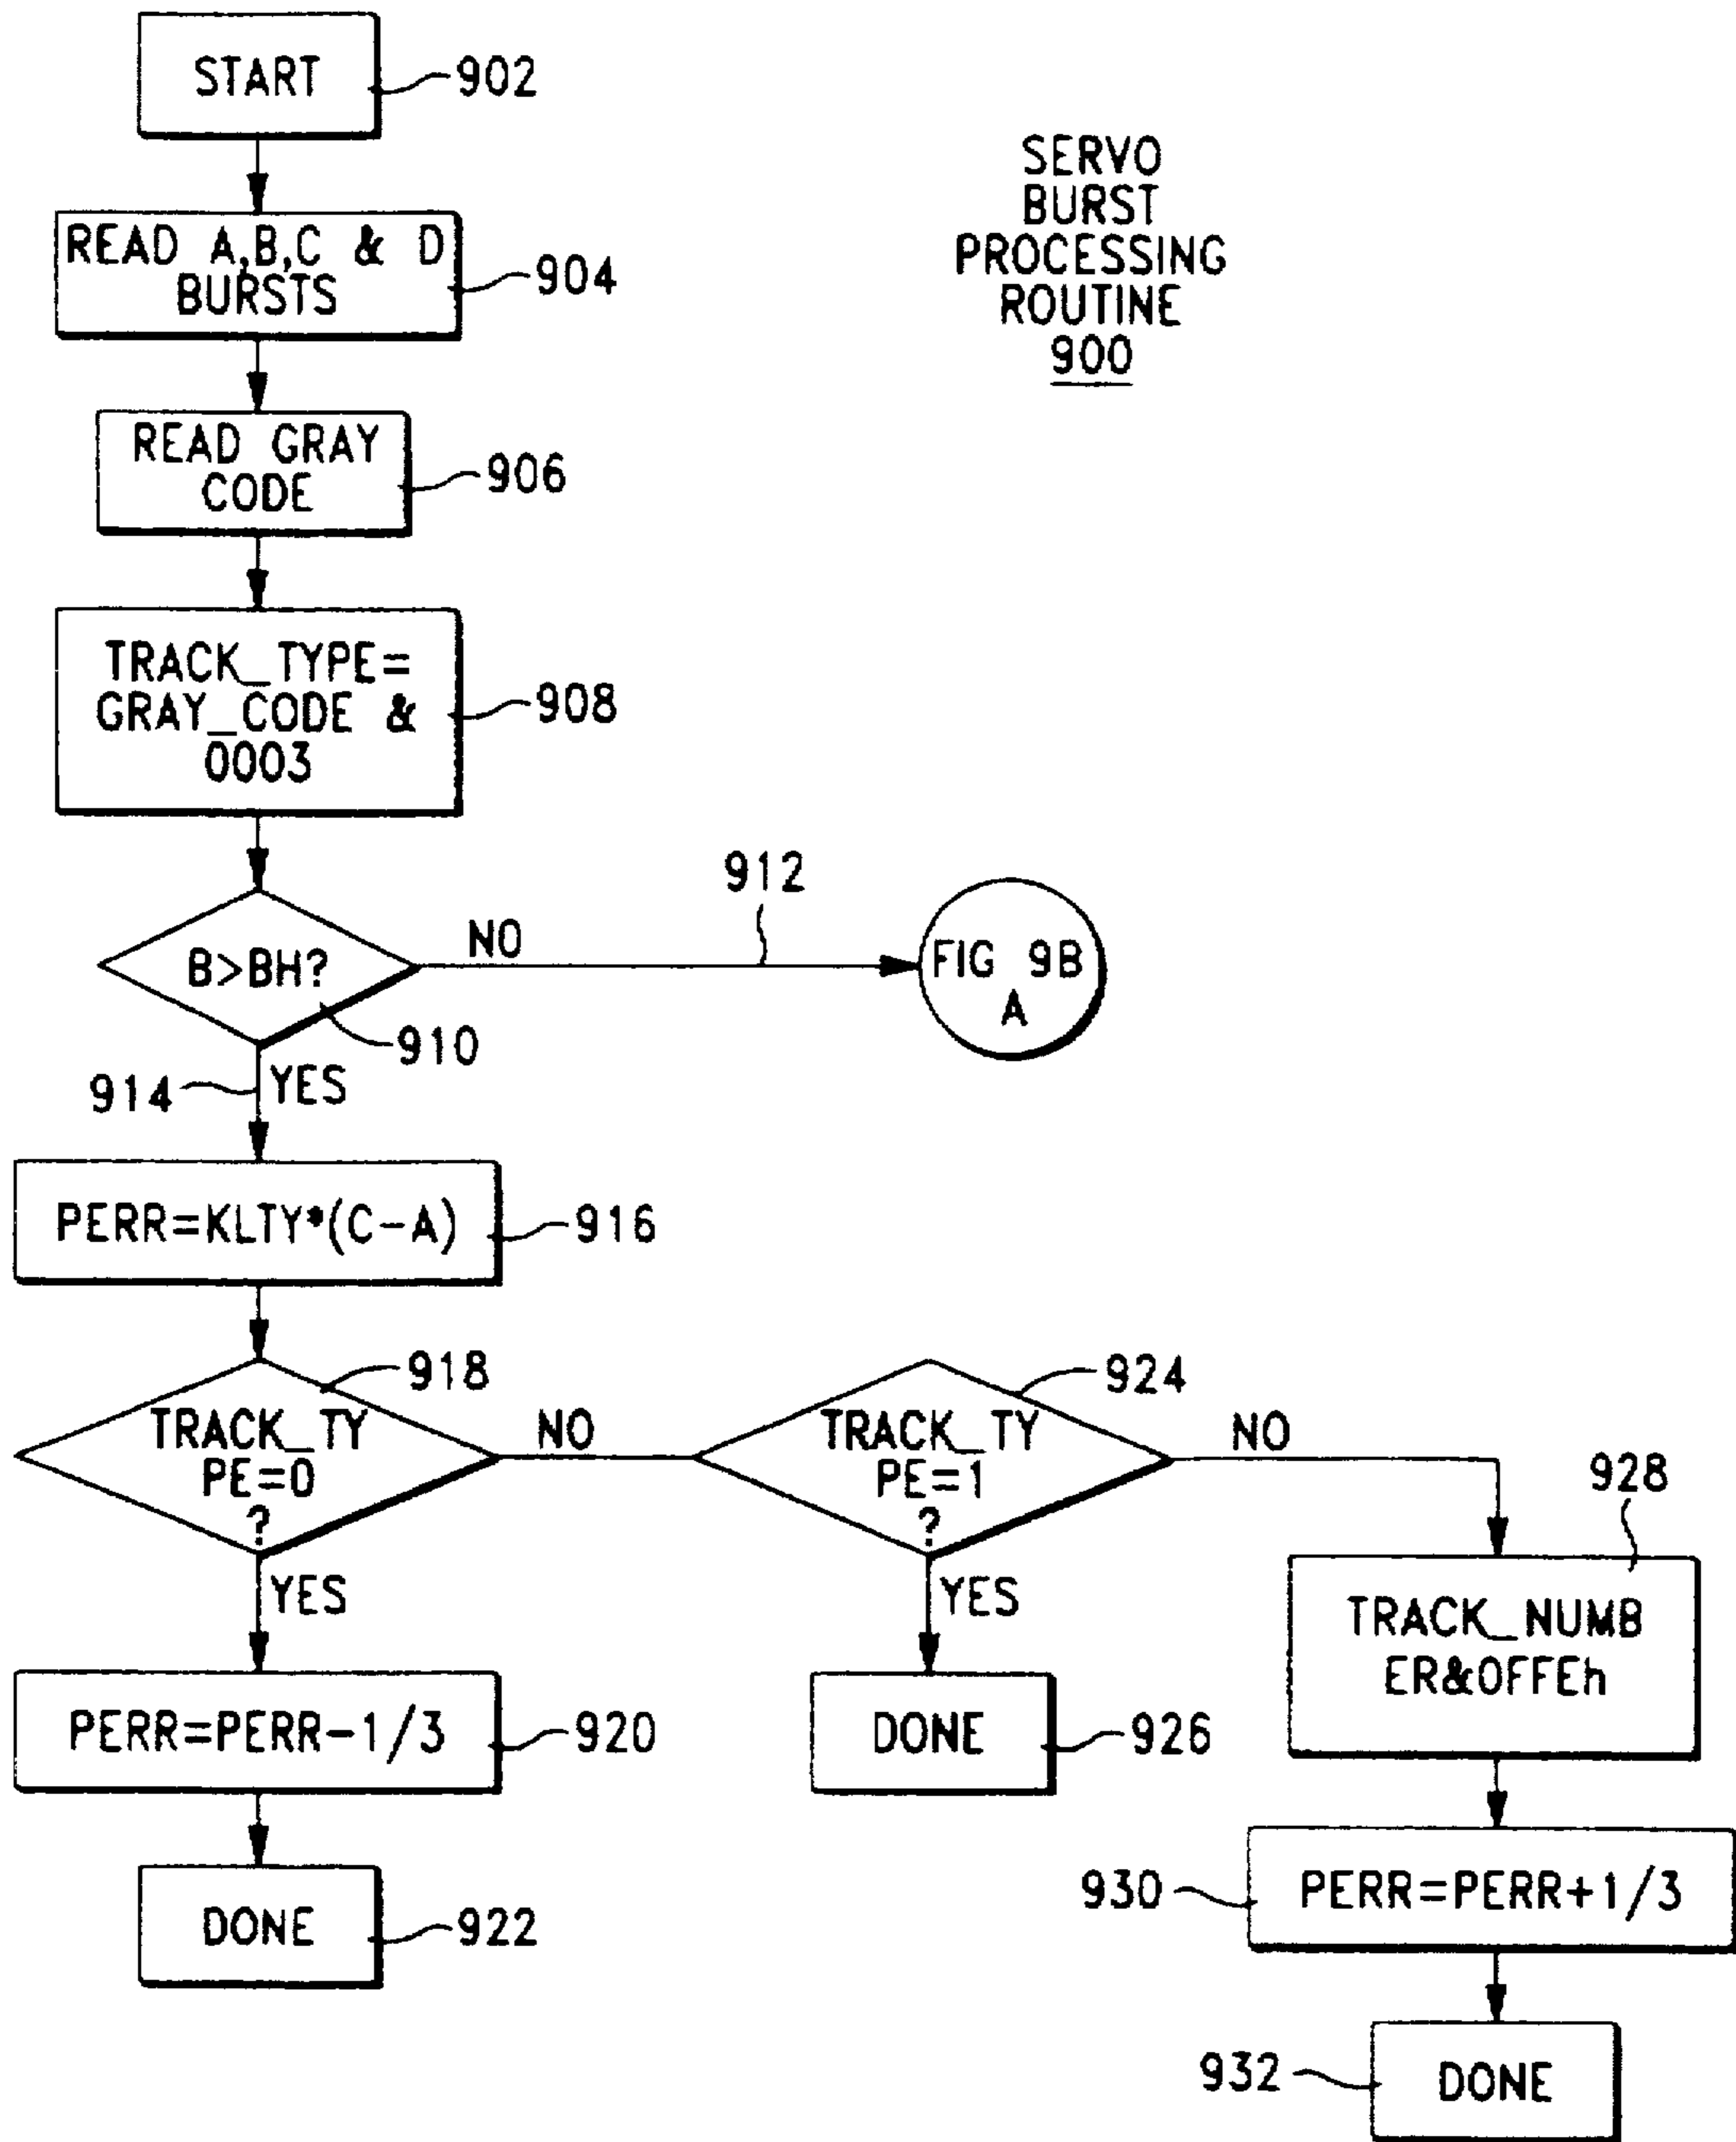 START
902
SERVO
BURST
PROCESSING
ROUTINE
900
READ A,B,C & D
BURSTS
904
READ GRAY
CODE
906
TRACK_TYPE=
GRAY_CODE &
0003
908
B>BH?
910
NO
912
FIG 9B
A
914
YES
PERR=KLTY*(C-A)
916
TRACK_TY
PE=0
?
918
NO
TRACK_TY
PE=1
?
924
NO
928
YES
YES
TRACK_NUMB
ER&OFFEh
PERR=PERR-1/3
920
DONE
926
DONE
922
930
PERR=PERR+1/3
932
DONE